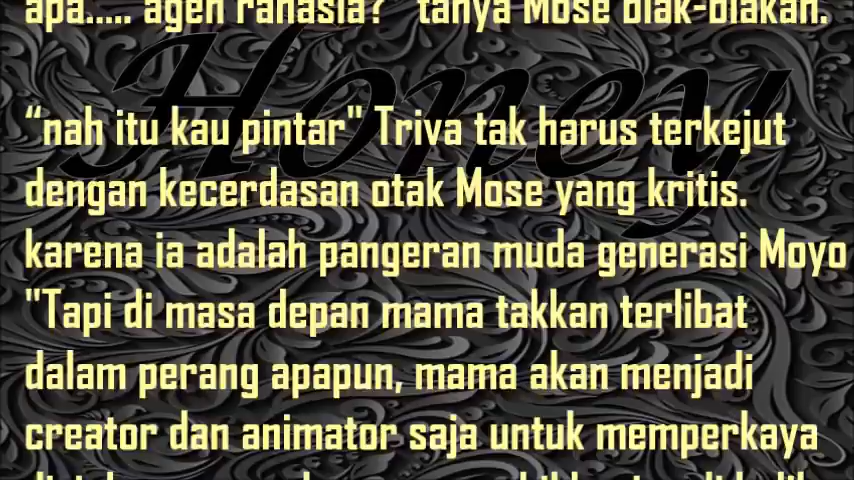 apa..... agen rahasia?" tanya Mose blak-blakan.
Honey
“nah itu kau pintar" Triva tak harus terkejut
dengan kecerdasan otak Mose yang kritis.
karena ia adalah pangeran muda generasi Moyo
"Tapi di masa depan mama takkan terlibat
dalam perang apapun, mama akan menjadi
creator dan animator saja untuk memperkaya